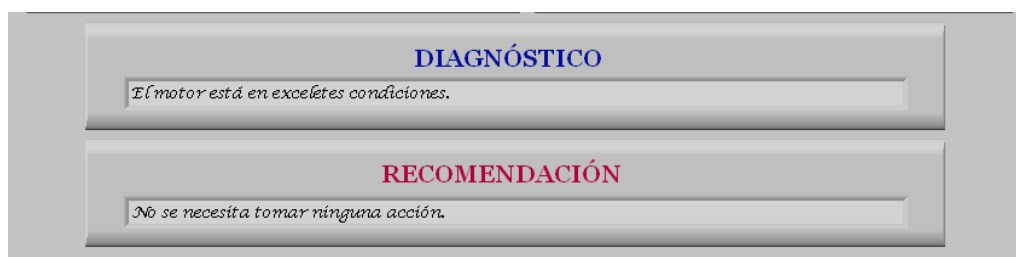 DIAGNÓSTICO
El motor está en exceletes condiciones.
RECOMENDACIÓN
No se necesita tomar ninguna acción.